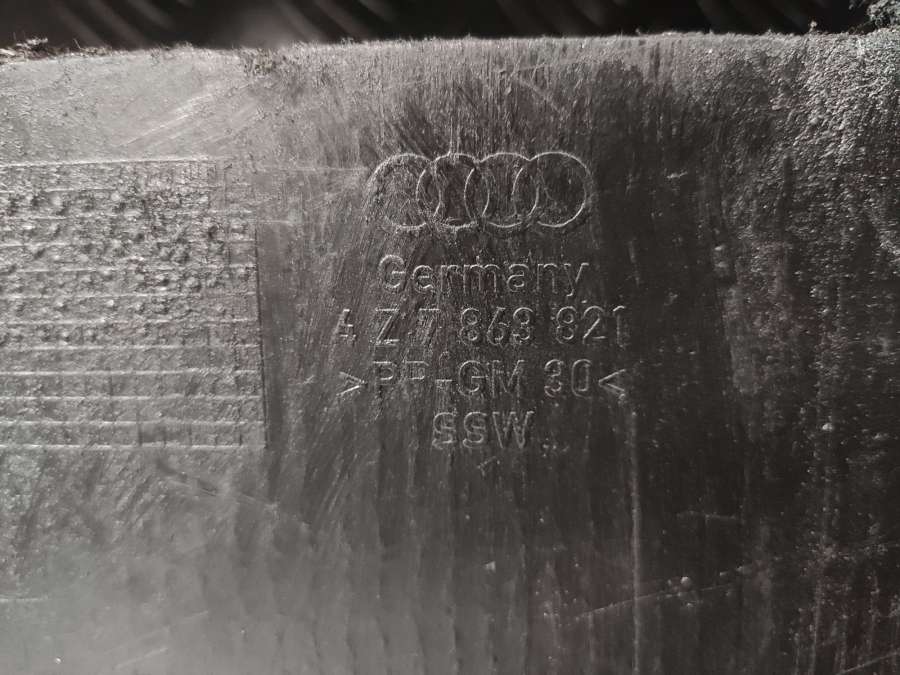 Germany
4 Z 7 863 821
>PP-GM 30<
SSW